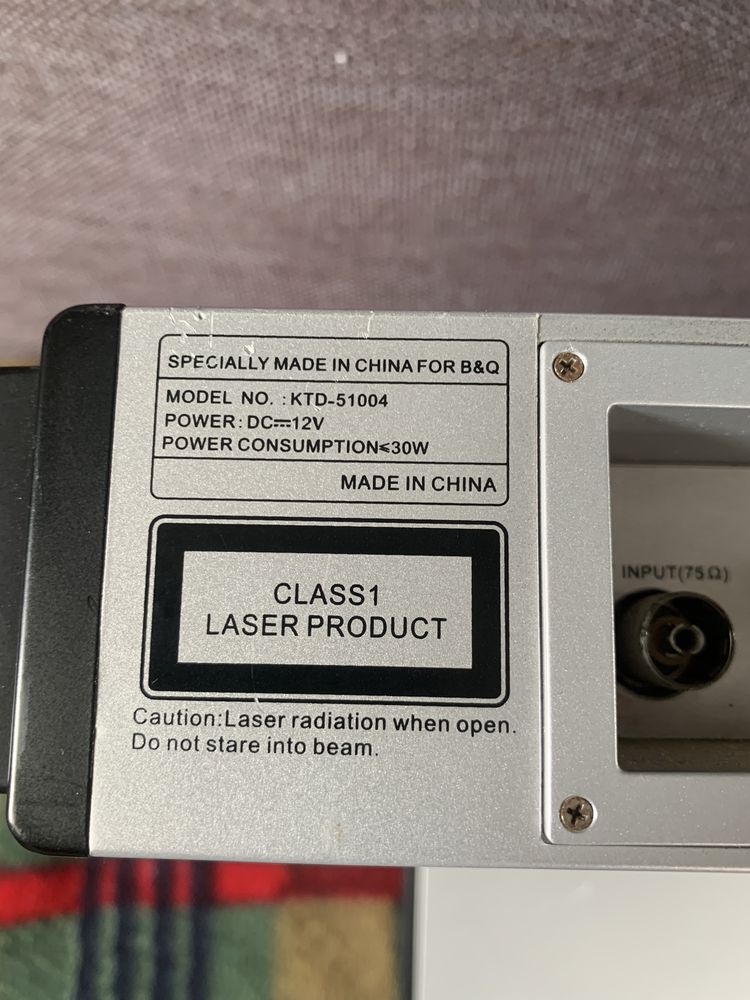 SPECIALLY MADE IN CHINA FOR B&Q
MODEL NO. :KTD-51004
POWER: DC⎓12V
POWER CONSUMPTION≤30W
MADE IN CHINA
CLASS1
LASER PRODUCT
Caution:Laser radiation when open.
Do not stare into beam.
INPUT(75Ω)